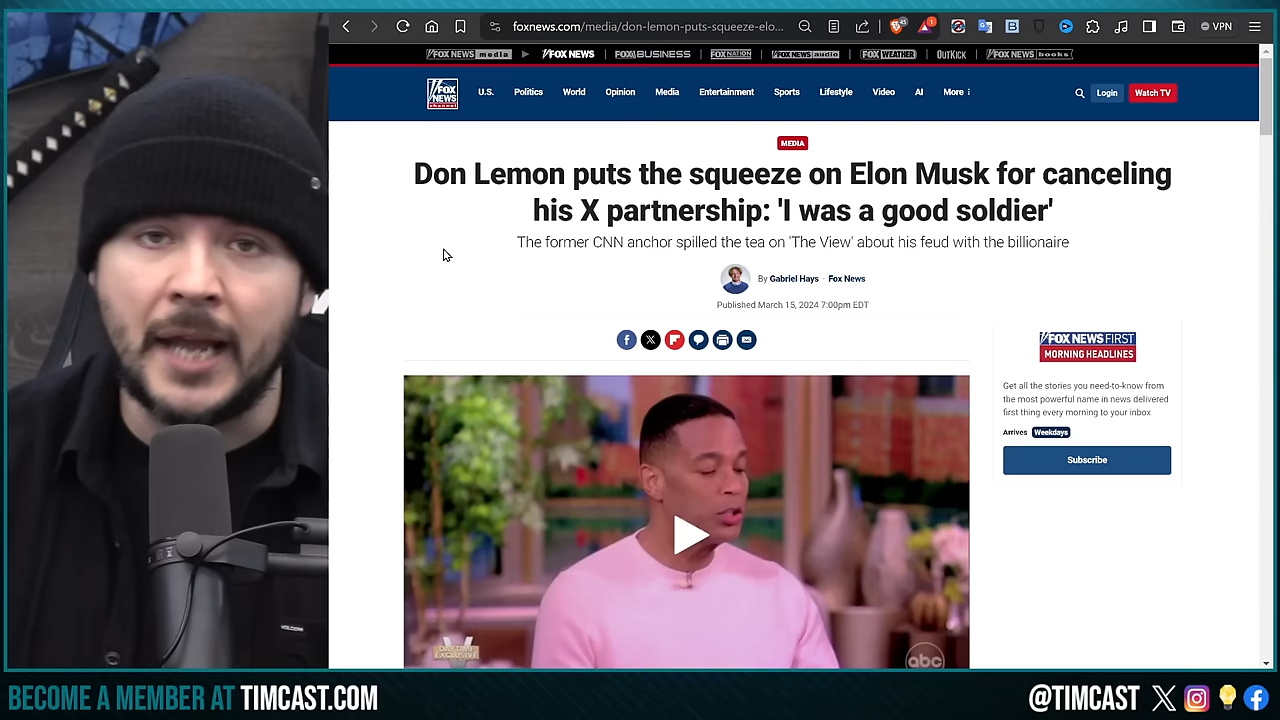 foxnews.com/media/don-lemon-puts-squeeze-elo...
VPN
FOX NEWS media
FOX NEWS
FOX BUSINESS
FOX NATION
FOX NEWS audio
FOX WEATHER
OUTKICK
FOX NEWS books
FOX NEWS channel
U.S.
Politics
World
Opinion
Media
Entertainment
Sports
Lifestyle
Video
AI
More
Login
Watch TV
MEDIA
Don Lemon puts the squeeze on Elon Musk for canceling
his X partnership: 'I was a good soldier'
The former CNN anchor spilled the tea on 'The View' about his feud with the billionaire
By Gabriel Hays · Fox News
Published March 15, 2024 7:00pm EDT
FOX NEWS FIRST
MORNING HEADLINES
Get all the stories you need-to-know from
the most powerful name in news delivered
first thing every morning to your inbox
Arrives Weekdays
Subscribe
DAYTIME
EXCLUSIVE
abc
BECOME A MEMBER AT TIMCAST.COM
@TIMCAST